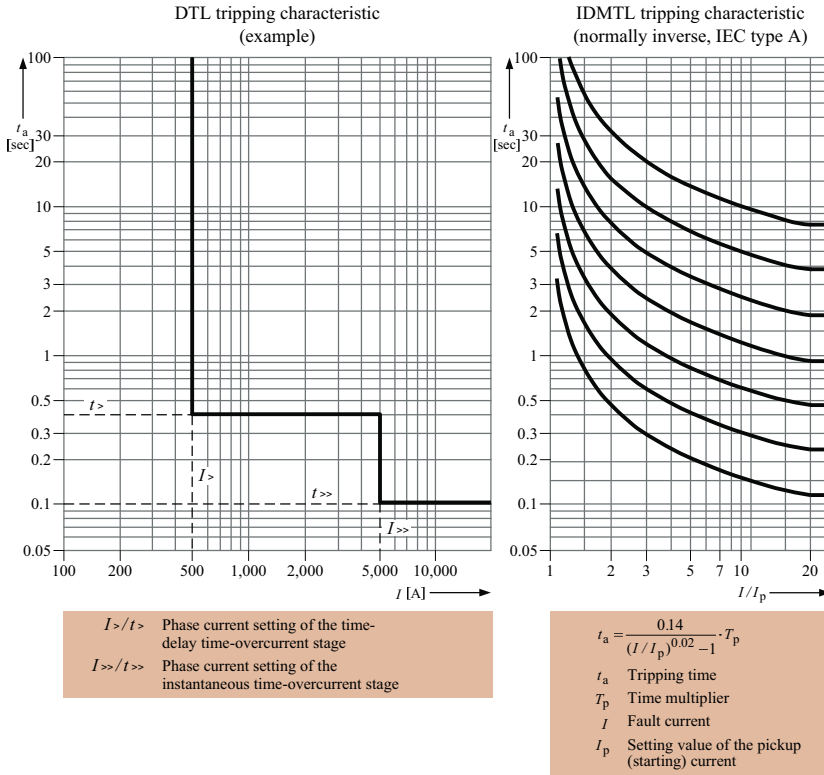 DTL tripping characteristic
(example)
100
t_a
[sec]
30
20
10
5
3
2
1
0.5
0.3
0.2
0.1
0.05
t>
I>
t>>
I>>
100 200 500 1,000 2,000 5,000 10,000
I [A]
I>/t> Phase current setting of the time-
delay time-overcurrent stage
I>>/t>> Phase current setting of the
instantaneous time-overcurrent stage
IDMTL tripping characteristic
(normally inverse, IEC type A)
100
t_a
[sec]
30
20
10
5
3
2
1
0.5
0.3
0.2
0.1
0.05
1 2 3 5 7 10 20
I/I_p
t_a = 0.14 / ((I/I_p)^0.02 −1) · T_p
t_a Tripping time
T_p Time multiplier
I Fault current
I_p Setting value of the pickup
(starting) current